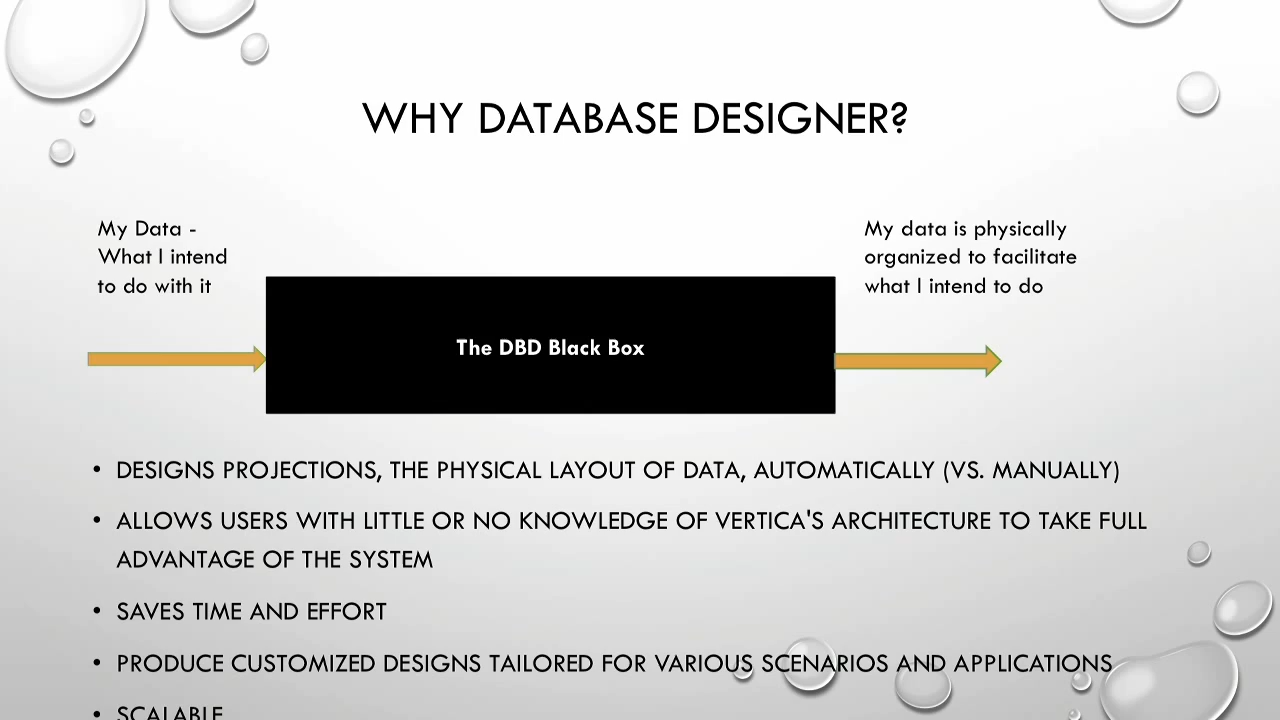 WHY DATABASE DESIGNER?
My Data -
What I intend
to do with it
My data is physically
organized to facilitate
what I intend to do
The DBD Black Box
• DESIGNS PROJECTIONS, THE PHYSICAL LAYOUT OF DATA, AUTOMATICALLY (VS. MANUALLY)
• ALLOWS USERS WITH LITTLE OR NO KNOWLEDGE OF VERTICA'S ARCHITECTURE TO TAKE FULL
ADVANTAGE OF THE SYSTEM
• SAVES TIME AND EFFORT
• PRODUCE CUSTOMIZED DESIGNS TAILORED FOR VARIOUS SCENARIOS AND APPLICATIONS
• SCALABLE